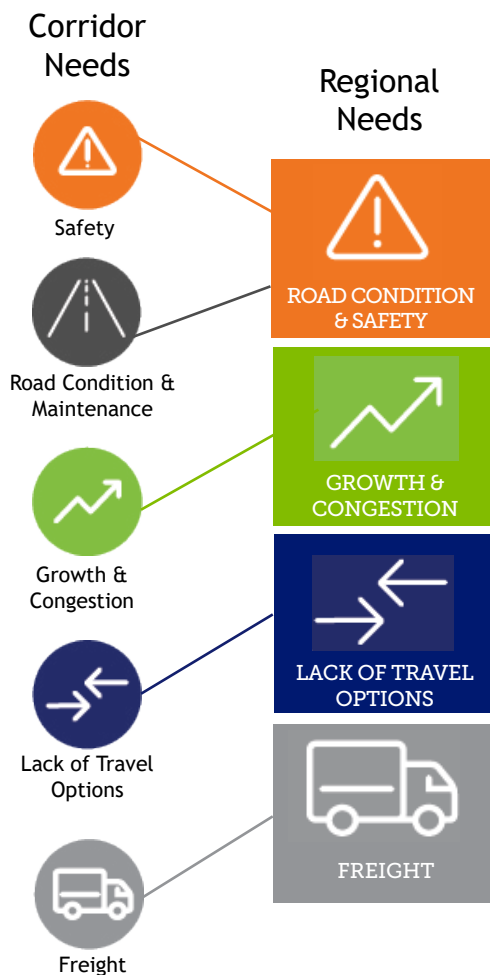 Corridor
Needs
Safety
Road Condition &
Maintenance
Growth &
Congestion
Lack of Travel
Options
Freight
Regional
Needs
ROAD CONDITION
& SAFETY
GROWTH &
CONGESTION
LACK OF TRAVEL
OPTIONS
FREIGHT